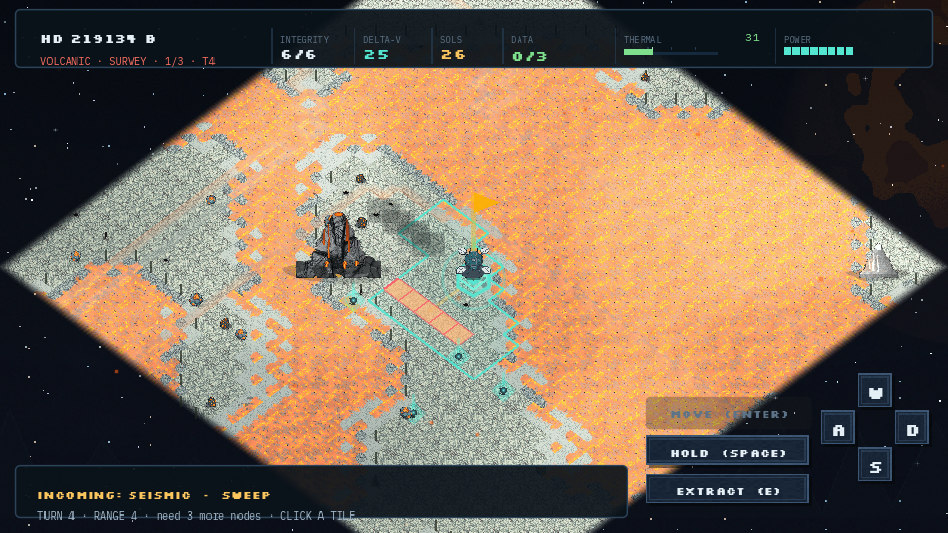 HD 219134 B
VOLCANIC · SURVEY · 1/3 · T4
INTEGRITY
6/6
DELTA-V
25
SOLS
26
DATA
0/3
THERMAL
31
POWER
W
A
D
S
MOVE (ENTER)
HOLD (SPACE)
EXTRACT (E)
INCOMING: SEISMIC - SWEEP
TURN 4 · RANGE 4 · need 3 more nodes · CLICK A TILE